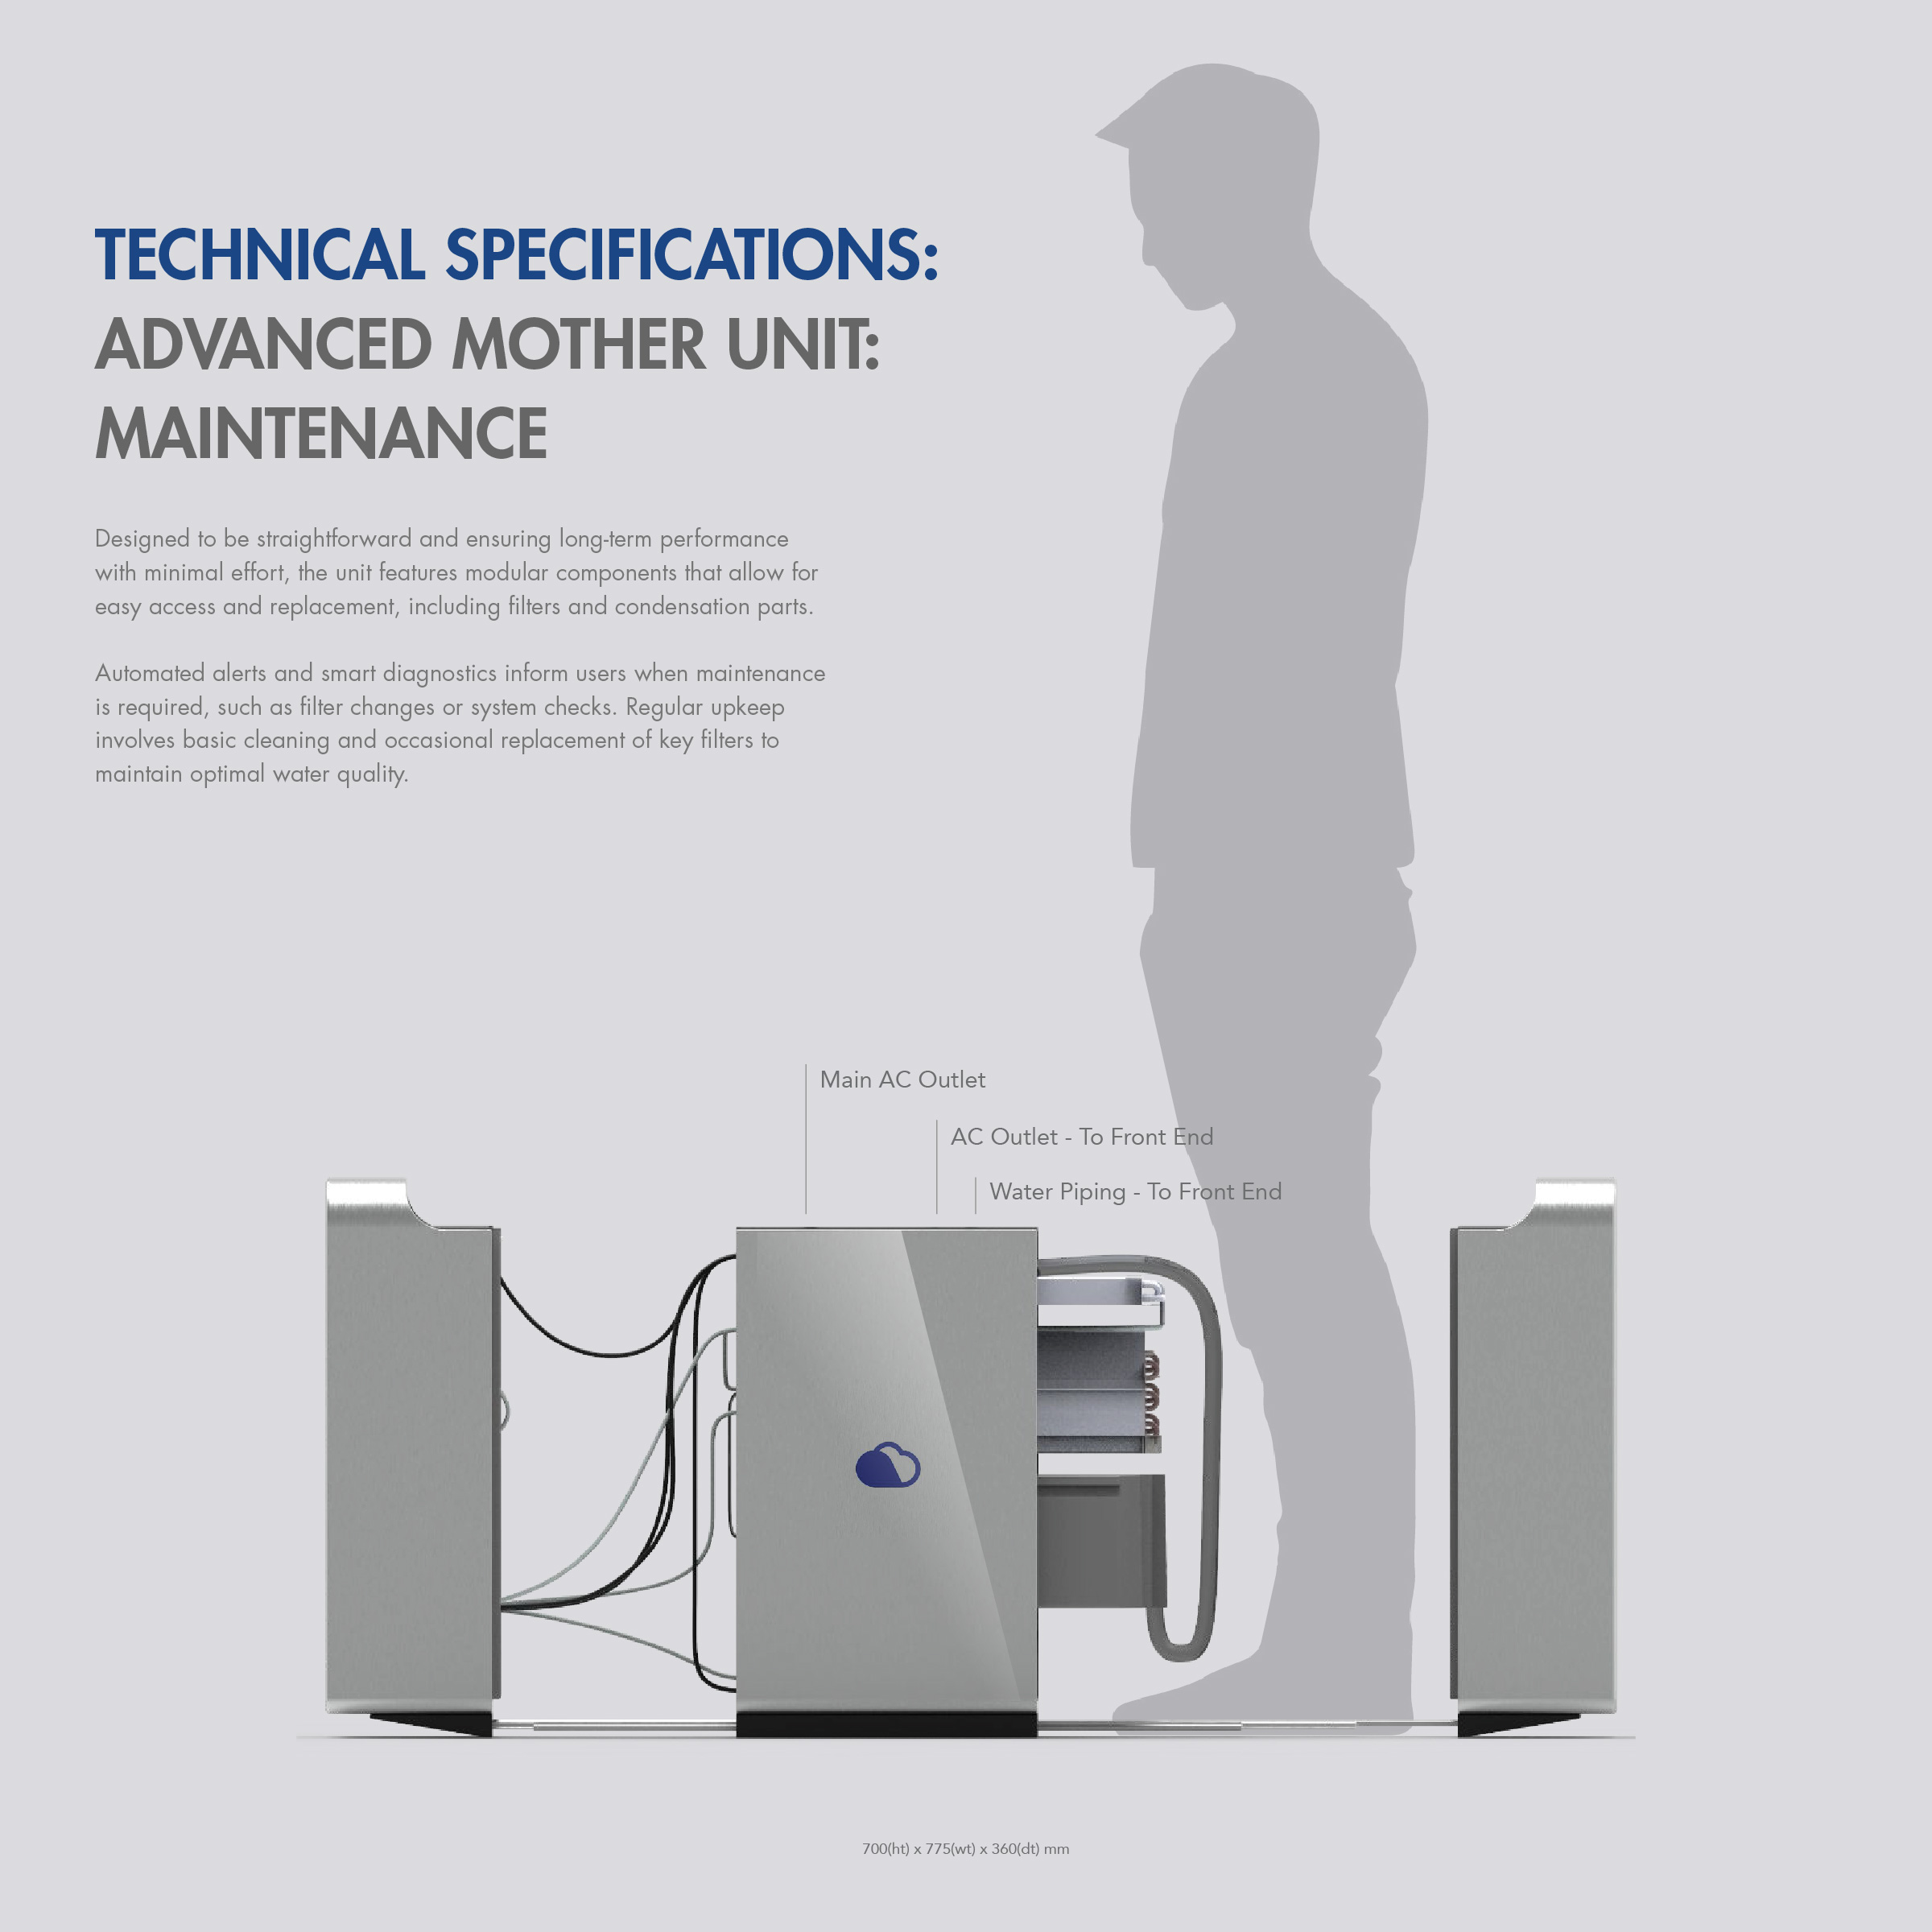 TECHNICAL SPECIFICATIONS:
ADVANCED MOTHER UNIT:
MAINTENANCE
Designed to be straightforward and ensuring long-term performance
with minimal effort, the unit features modular components that allow for
easy access and replacement, including filters and condensation parts.
Automated alerts and smart diagnostics inform users when maintenance
is required, such as filter changes or system checks. Regular upkeep
involves basic cleaning and occasional replacement of key filters to
maintain optimal water quality.
Main AC Outlet
AC Outlet - To Front End
Water Piping - To Front End
700(ht) x 775(wt) x 360(dt) mm